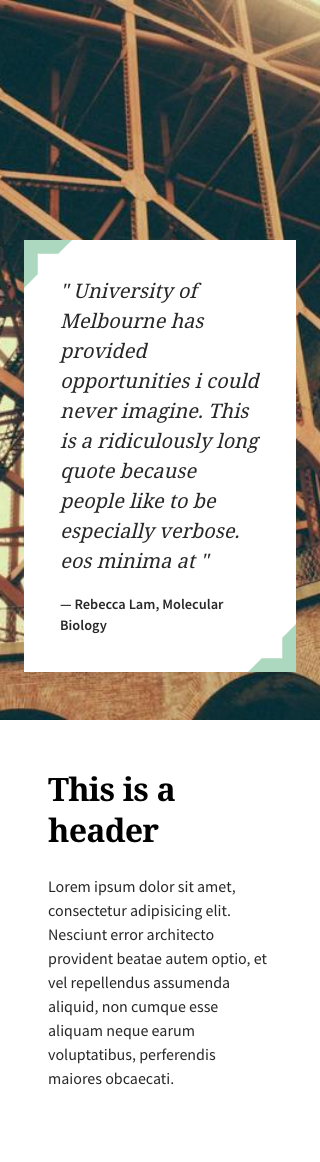 " University of
Melbourne has
provided
opportunities i could
never imagine. This
is a ridiculously long
quote because
people like to be
especially verbose.
eos minima at "
— Rebecca Lam, Molecular
Biology
This is a
header
Lorem ipsum dolor sit amet,
consectetur adipisicing elit.
Nesciunt error architecto
provident beatae autem optio, et
vel repellendus assumenda
aliquid, non cumque esse
aliquam neque earum
voluptatibus, perferendis
maiores obcaecati.